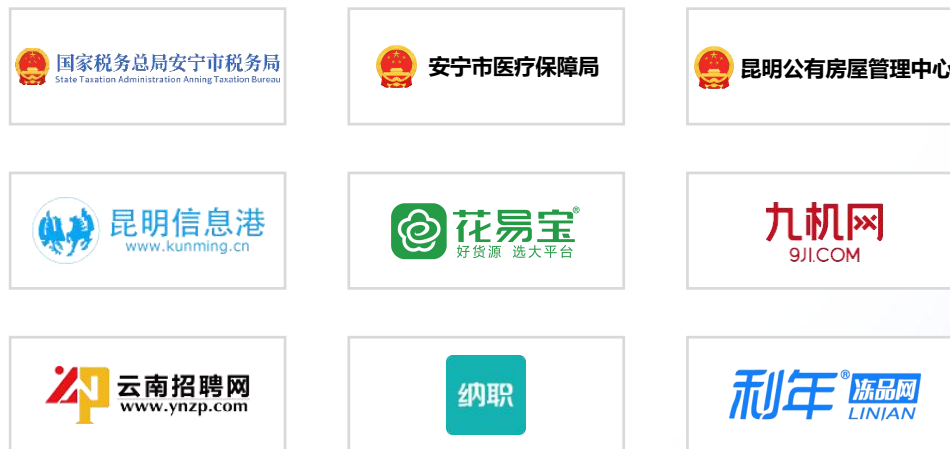 国家税务总局安宁市税务局
State Taxation Administration Anning Taxation Bureau
安宁市医疗保障局
昆明公有房屋管理中心
昆明信息港
www.kunming.cn
花易宝®
好货源 选大平台
九机网
9JI.COM
云南招聘网
www.ynzp.com
纳职
利年® 冻品网
LINIAN